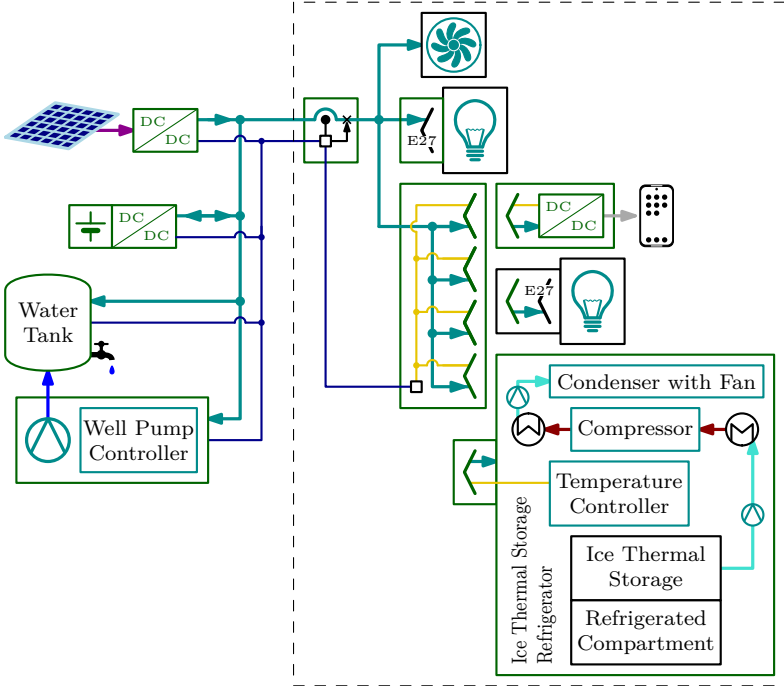 DC
DC
E27
DC
DC
DC
DC
E27
Water
Tank
Well Pump
Controller
Condenser with Fan
Compressor
Temperature
Controller
Ice Thermal Storage
Refrigerator
Ice Thermal
Storage
Refrigerated
Compartment